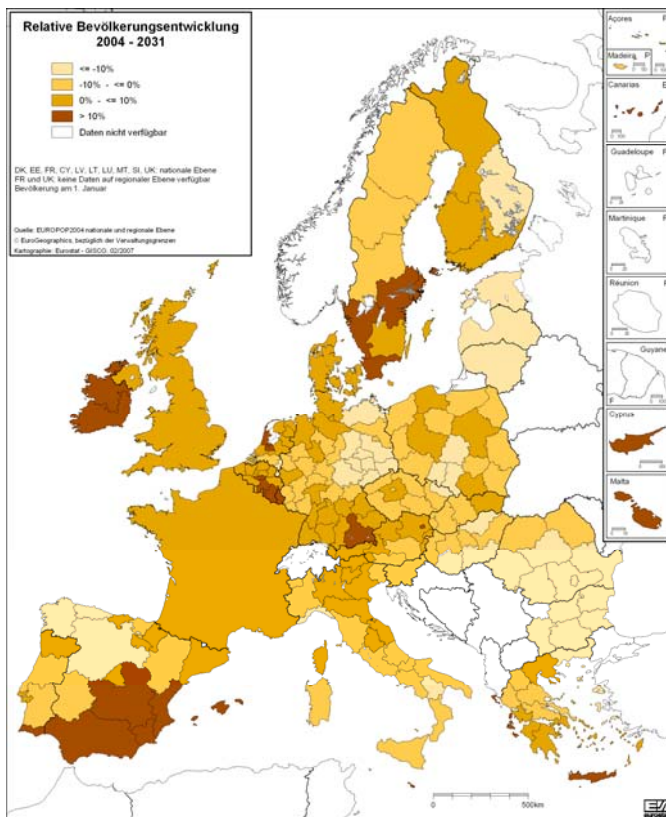 Relative Bevölkerungsentwicklung
2004 - 2031
<= -10%
-10% - <= 0%
0% - <= 10%
> 10%
Daten nicht verfügbar
DK, EE, FR, CY, LV, LT, LU, MT, SI, UK: nationale Ebene
FR und UK: keine Daten auf regionaler Ebene verfügbar
Bevölkerung am 1. Januar
Quelle: EUROPOP2004 nationale und regionale Ebene
© EuroGeographics, bezüglich der Verwaltungsgrenzen
Kartographie: Eurostat - GISCO, 02/2007
Açores
Madeira P
Canarias E
Guadeloupe F
Martinique F
Réunion F
Guyane
F
Cyprus
Malta
0 500km